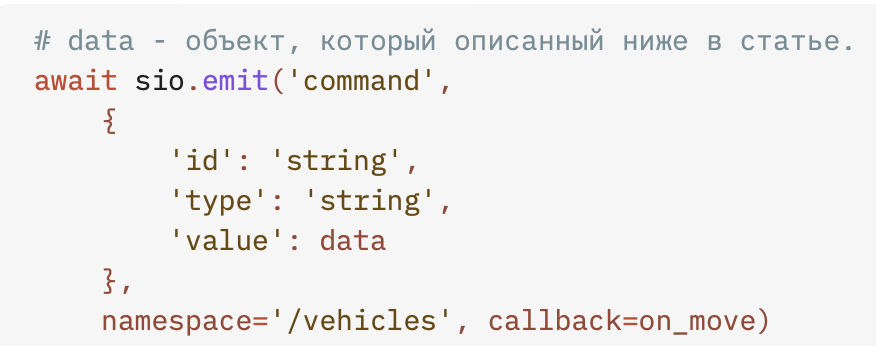 # data - объект, который описанный ниже в статье.
await sio.emit('command',
    {
        'id': 'string',
        'type': 'string',
        'value': data
    },
    namespace='/vehicles', callback=on_move)